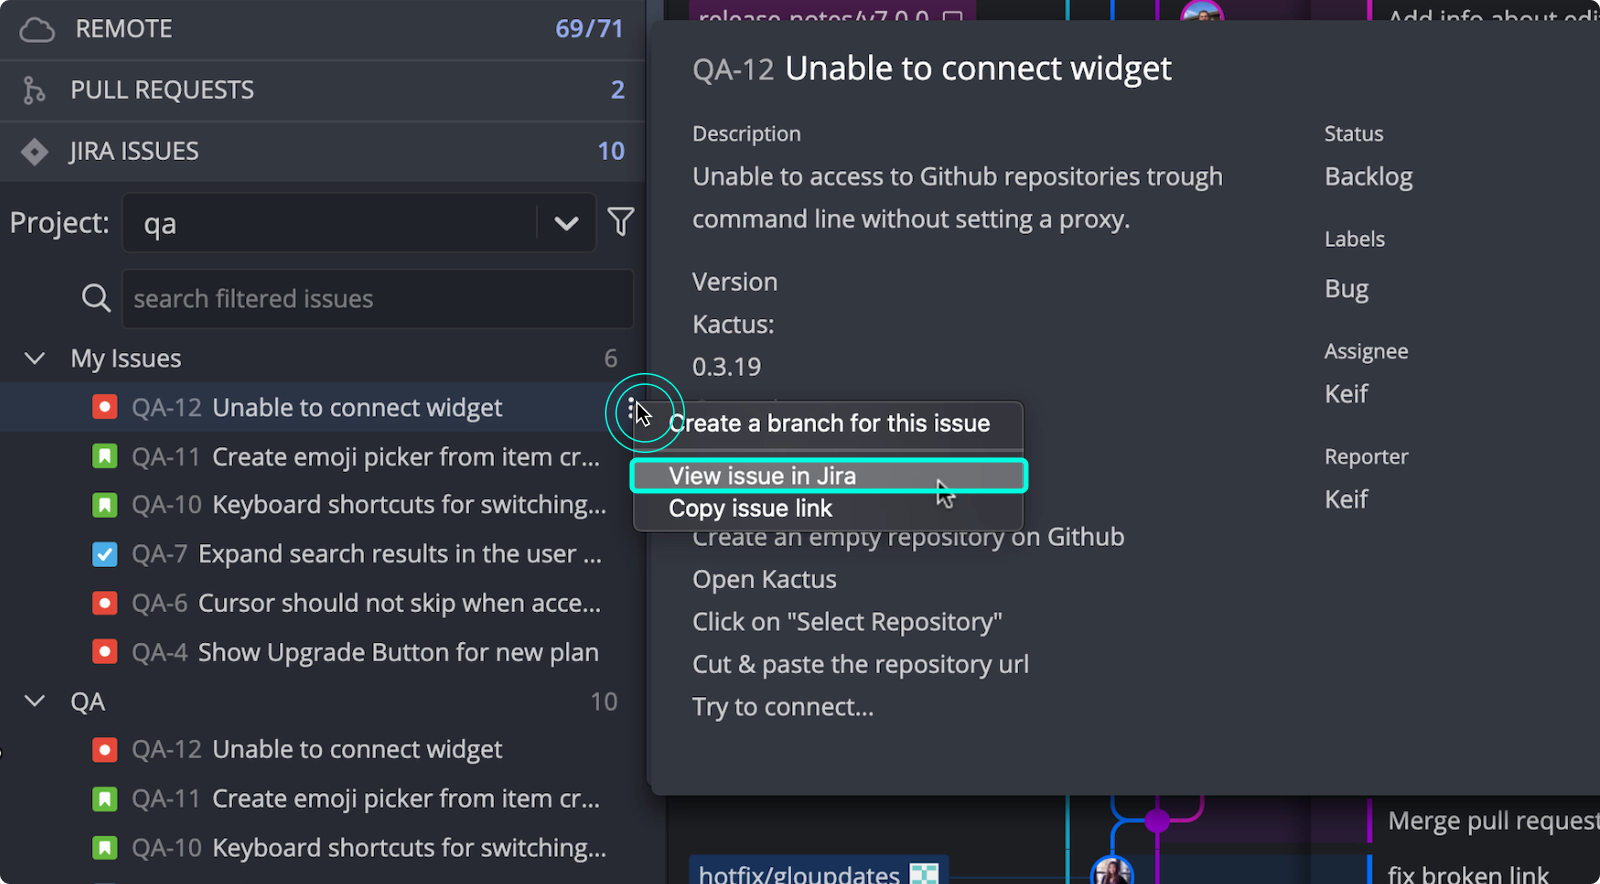 REMOTE 69/71
PULL REQUESTS 2
JIRA ISSUES 10
Project: qa
search filtered issues
My Issues 6
QA-12 Unable to connect widget
QA-11 Create emoji picker from item cr...
QA-10 Keyboard shortcuts for switching...
QA-7 Expand search results in the user ...
QA-6 Cursor should not skip when acce...
QA-4 Show Upgrade Button for new plan
QA 10
QA-12 Unable to connect widget
QA-11 Create emoji picker from item cr...
QA-10 Keyboard shortcuts for switching...
release-notes/v7.0.0
Add info about edi
QA-12 Unable to connect widget
Description
Unable to access to Github repositories trough
command line without setting a proxy.
Version
Kactus:
0.3.19
Create a branch for this issue
View issue in Jira
Copy issue link
Create an empty repository on Github
Open Kactus
Click on "Select Repository"
Cut & paste the repository url
Try to connect...
Status
Backlog
Labels
Bug
Assignee
Keif
Reporter
Keif
Merge pull request
hotfix/gloupdates
fix broken link